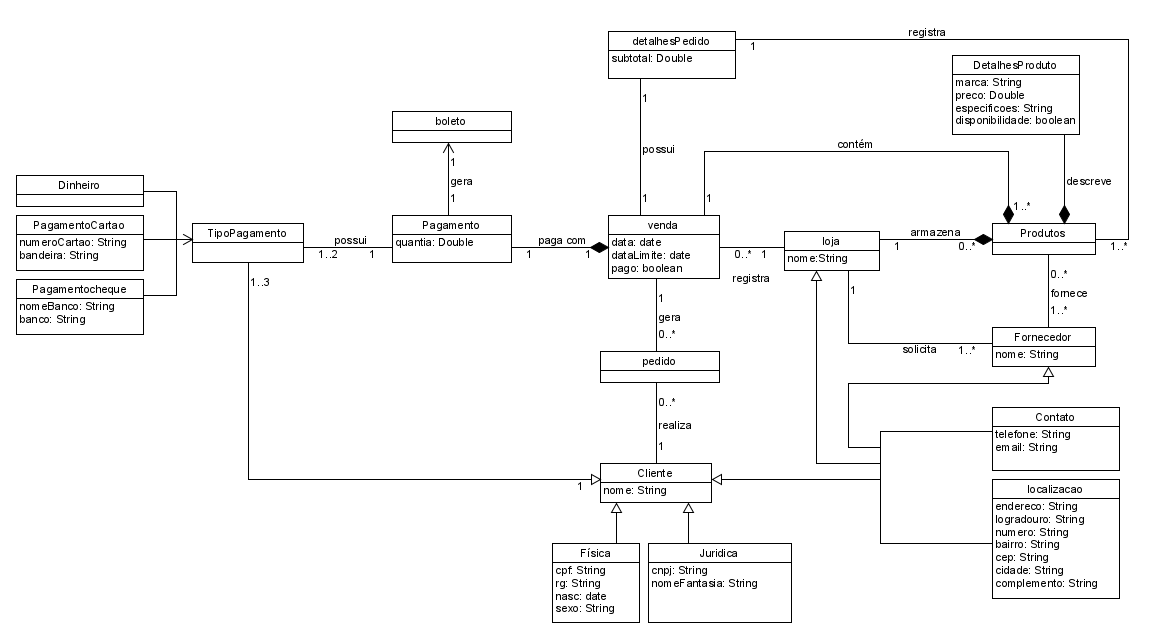 registra
detalhesPedido
subtotal: Double
1
DetalhesProduto
marca: String
preco: Double
especificoes: String
disponibilidade: boolean
boleto
1
gera
1
1
possui
1
contém
1
1..*
descreve
Dinheiro
PagamentoCartao
numeroCartao: String
bandeira: String
Pagamentocheque
nomeBanco: String
banco: String
TipoPagamento
possui
1..2
1
1..3
Pagamento
quantia: Double
paga com
1
1
venda
data: date
dataLimite: date
pago: boolean
0..*
1
registra
loja
nome:String
armazena
1
0..*
Produtos
1..*
0..*
fornece
1..*
1
solicita
1..*
Fornecedor
nome: String
1
gera
0..*
pedido
0..*
realiza
1
1
Cliente
nome: String
Contato
telefone: String
email: String
localizacao
endereco: String
logradouro: String
numero: String
bairro: String
cep: String
cidade: String
complemento: String
Física
cpf: String
rg: String
nasc: date
sexo: String
Juridica
cnpj: String
nomeFantasia: String